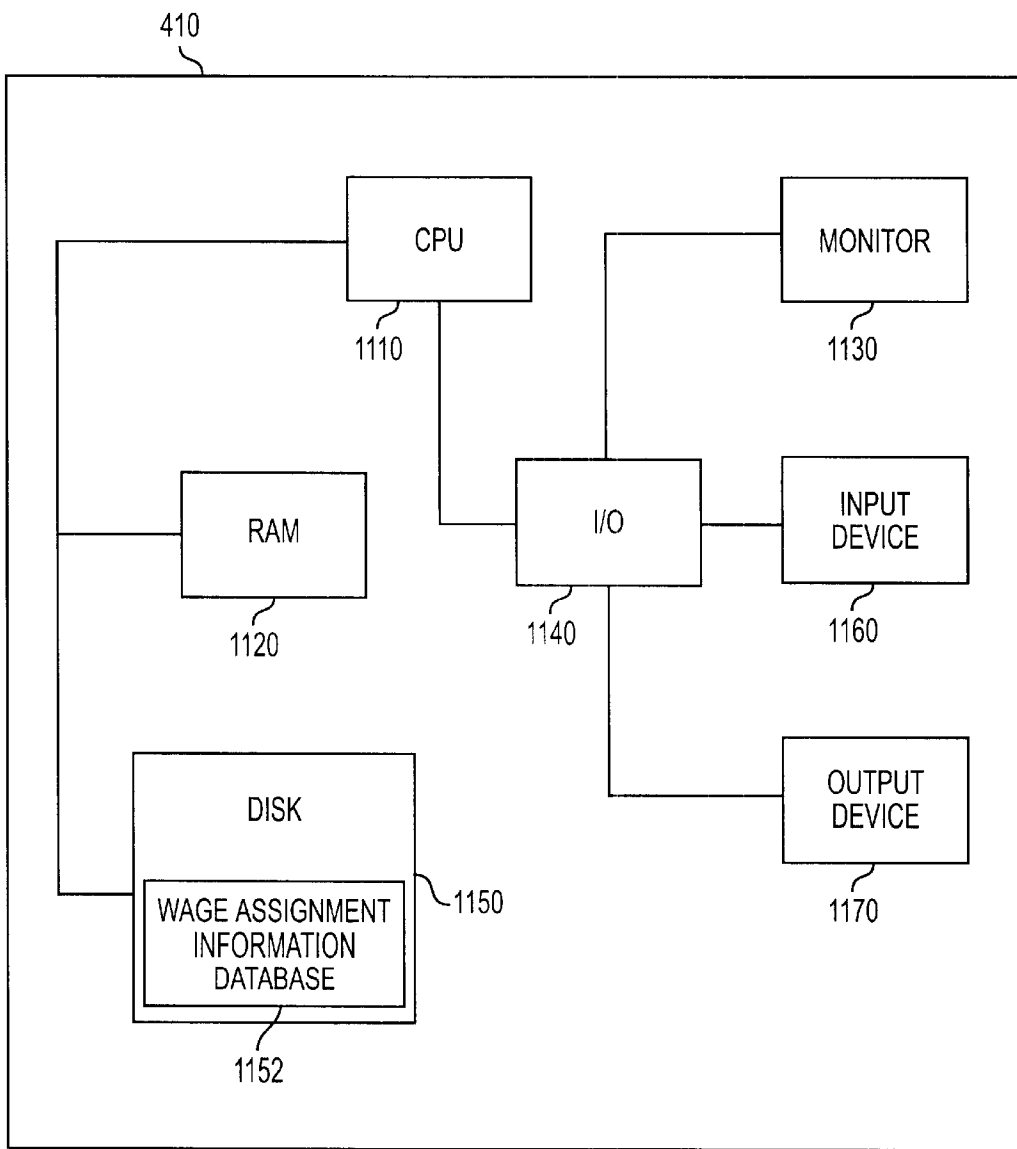 410
CPU
1110
MONITOR
1130
RAM
1120
I/O
1140
INPUT
DEVICE
1160
DISK
1150
WAGE ASSIGNMENT
INFORMATION
DATABASE
1152
OUTPUT
DEVICE
1170